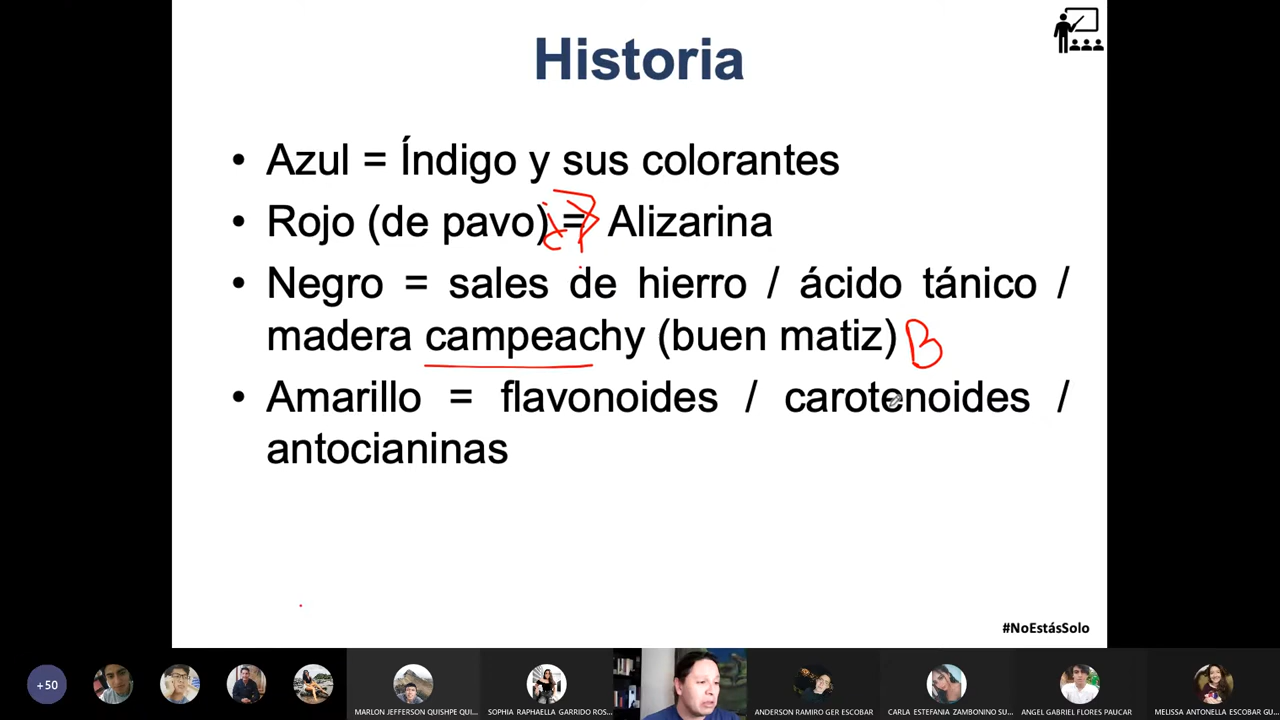 Historia
• Azul = Índigo y sus colorantes
• Rojo (de pavo) = Alizarina
• Negro = sales de hierro / ácido tánico /
madera campeachy (buen matiz) B
• Amarillo = flavonoides / carotenoides /
antocianinas
#NoEstásSolo
+50
MARLON JEFFERSON QUISHPE QUI...
SOPHIA RAPHAELLA GARRIDO ROS...
ANDERSON RAMIRO GER ESCOBAR
CARLA ESTEFANIA ZAMBONINO SU...
ANGEL GABRIEL FLORES PAUCAR
MELISSA ANTONELLA ESCOBAR GU...